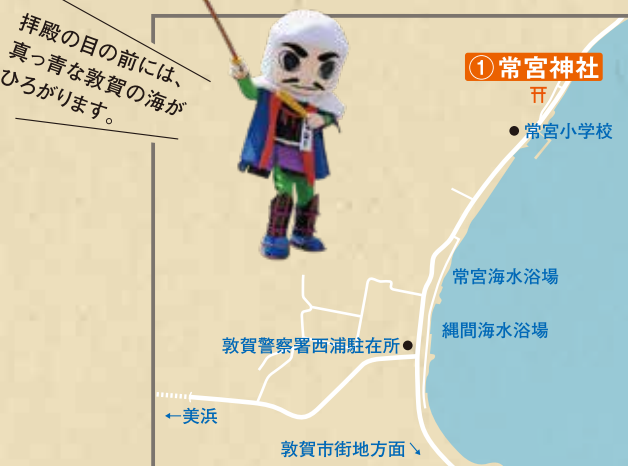 拝殿の目の前には、
真っ青な敦賀の海が
ひろがります。
①常宮神社
常宮小学校
常宮海水浴場
縄間海水浴場
敦賀警察署西浦駐在所
←美浜
敦賀市街地方面↘